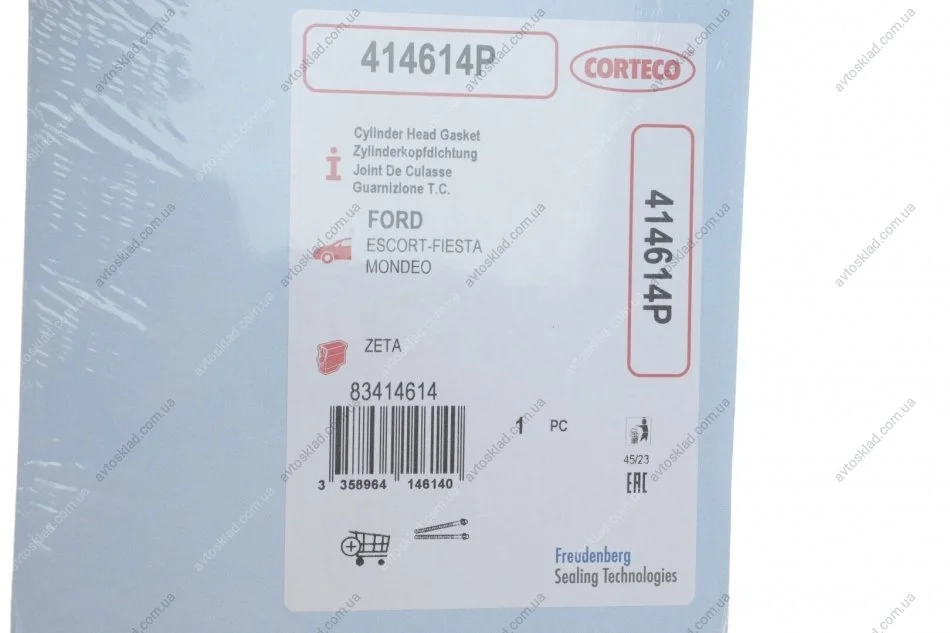 414614P
CORTECO
Cylinder Head Gasket
Zylinderkopfdichtung
Joint De Culasse
Guarnizione T.C.
FORD
ESCORT-FIESTA
MONDEO
414614P
ZETA
83414614
1 PC
3 358964 146140
45/23
EAC
Freudenberg
Sealing Technologies
avtosklad.com.ua